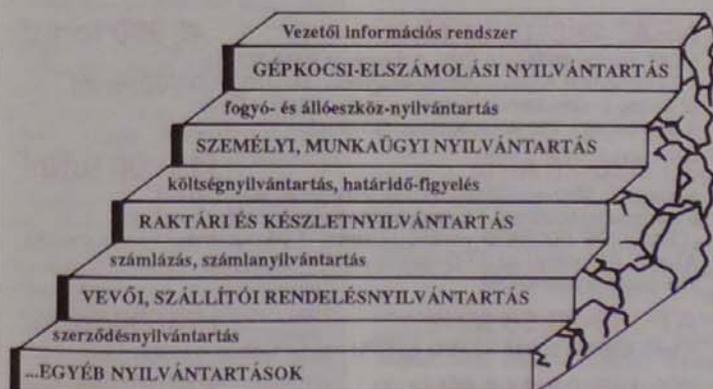 Vezetői információs rendszer
GÉPKOCSI-ELSZÁMOLÁSI NYILVÁNTARTÁS
fogyó- és állóeszköz-nyilvántartás
SZEMÉLYI, MUNKAÜGYI NYILVÁNTARTÁS
költségnyilvántartás, határidő-figyelés
RAKTÁRI ÉS KÉSZLETNYILVÁNTARTÁS
számlázás, számlanyilvántartás
VEVŐI, SZÁLLÍTÓI RENDELÉSNYILVÁNTARTÁS
szerződésnyilvántartás
...EGYÉB NYILVÁNTARTÁSOK